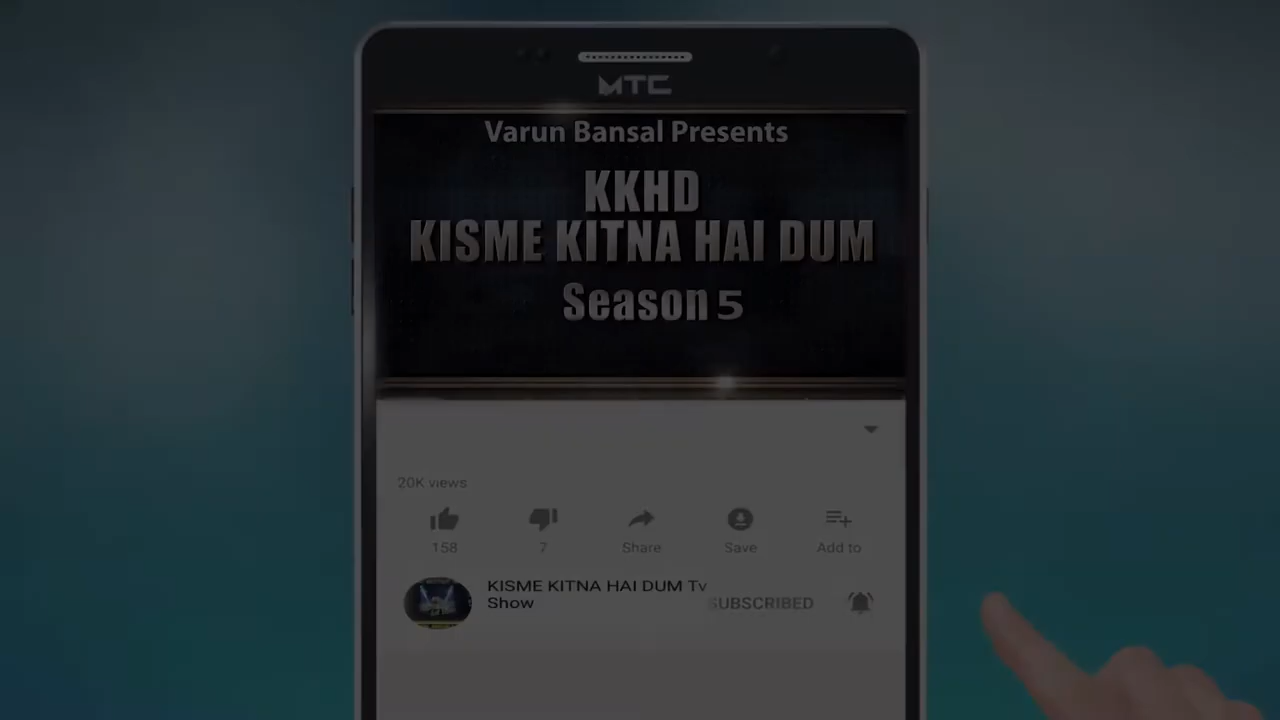 MTC
Varun Bansal Presents
KKHD
KISME KITNA HAI DUM
Season 5
20K views
158
7
Share
Save
Add to
KISME KITNA HAI DUM Tv
Show
SUBSCRIBED